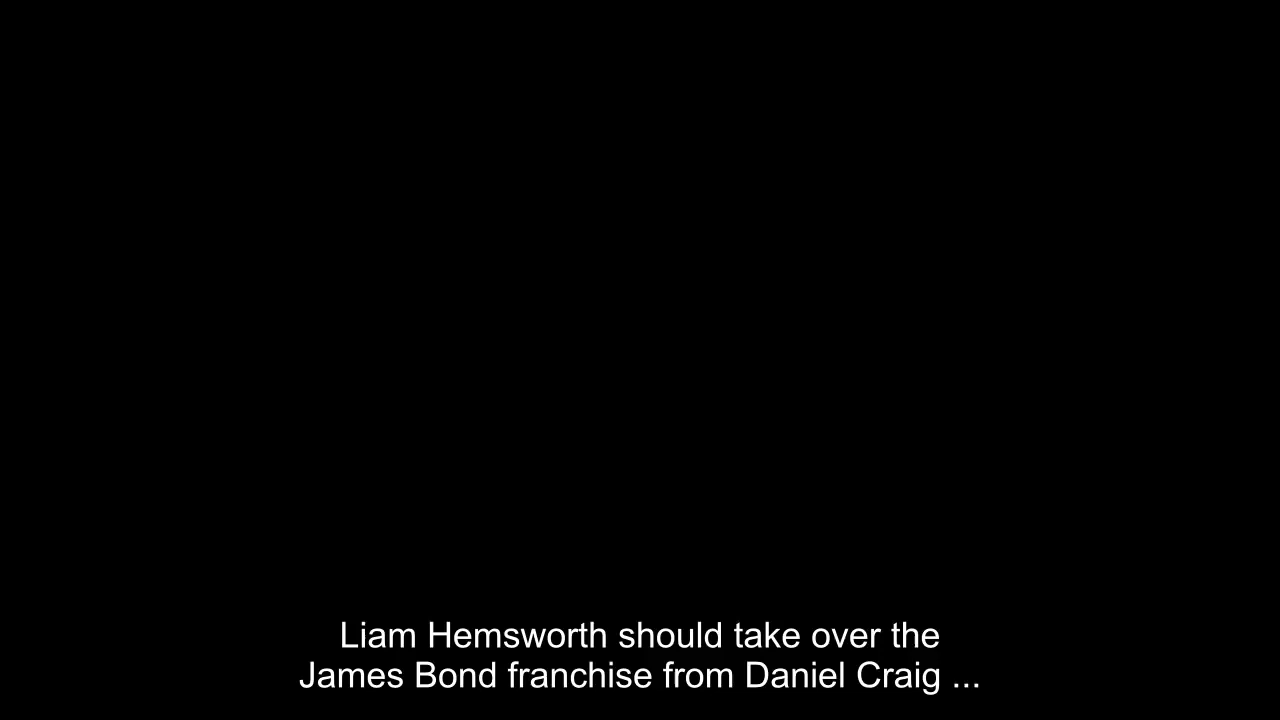 Liam Hemsworth should take over the
James Bond franchise from Daniel Craig ...